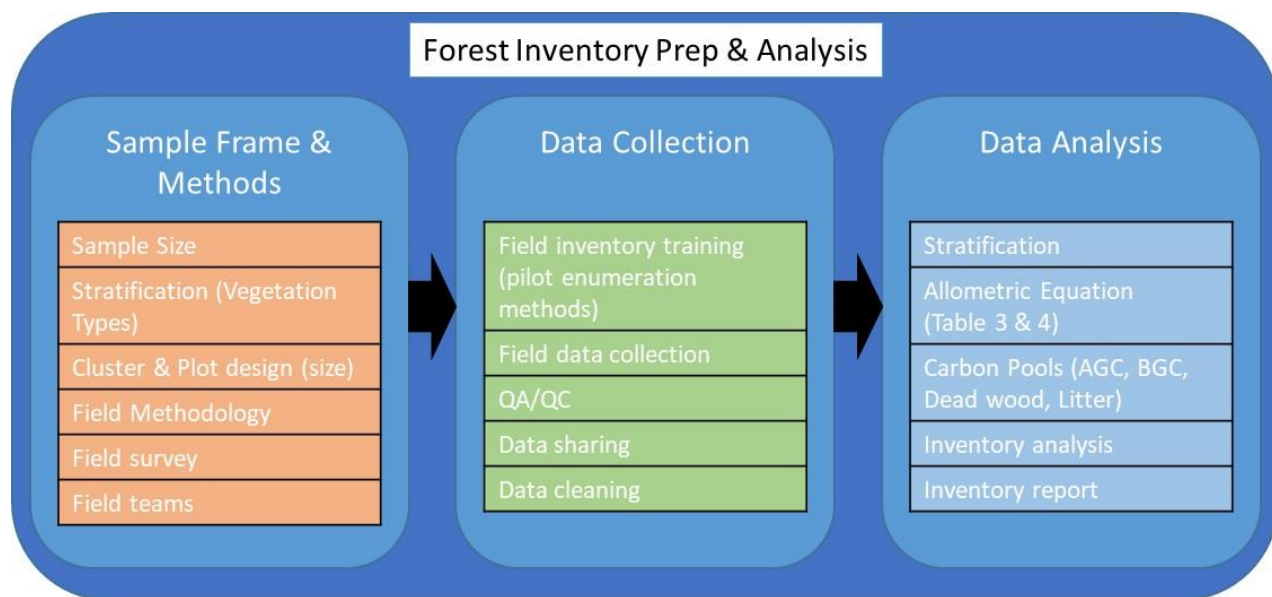 Forest Inventory Prep & Analysis
Sample Frame &
Methods
Sample Size
Stratification (Vegetation
Types)
Cluster & Plot design (size)
Field Methodology
Field survey
Field teams
Data Collection
Field inventory training
(pilot enumeration
methods)
Field data collection
QA/QC
Data sharing
Data cleaning
Data Analysis
Stratification
Allometric Equation
(Table 3 & 4)
Carbon Pools (AGC, BGC,
Dead wood, Litter)
Inventory analysis
Inventory report